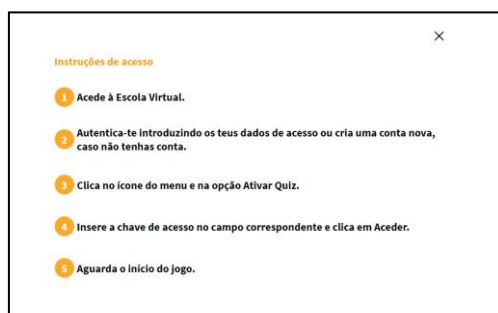 Instruções de acesso
1 Acede à Escola Virtual.
2 Autentica-te introduzindo os teus dados de acesso ou cria uma conta nova,
caso não tenhas conta.
3 Clica no ícone do menu e na opção Ativar Quiz.
4 Insere a chave de acesso no campo correspondente e clica em Aceder.
5 Aguarda o início do jogo.